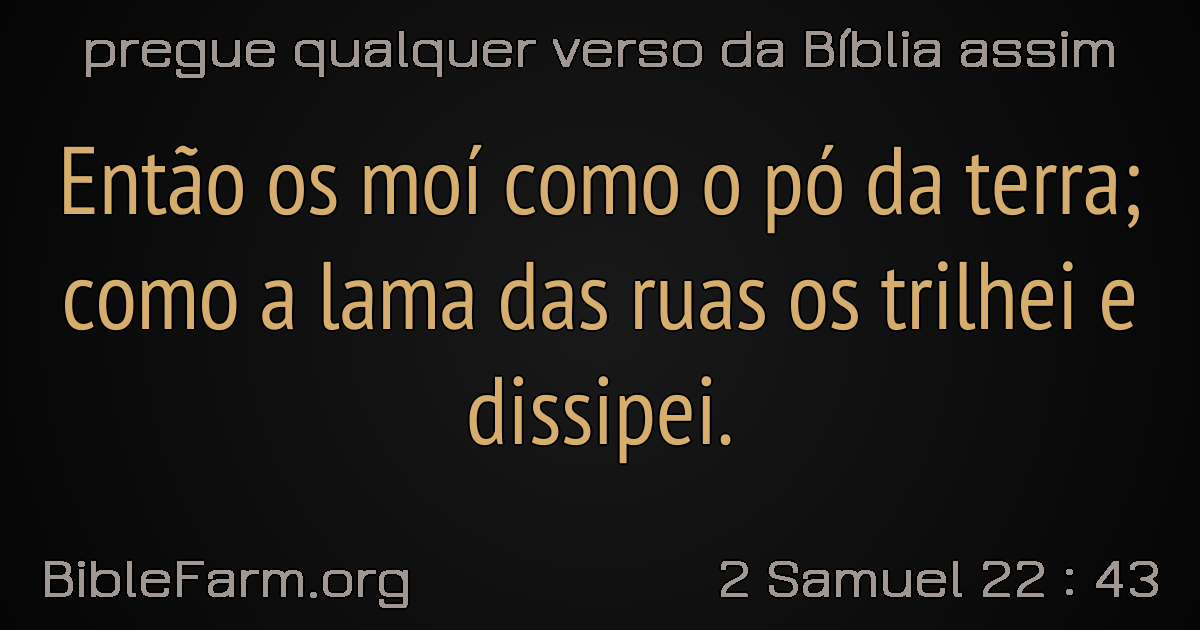 pregue qualquer verso da Bíblia assim
Então os moí como o pó da terra;
como a lama das ruas os trilhei e
dissipei.
BibleFarm.org
2 Samuel 22 : 43